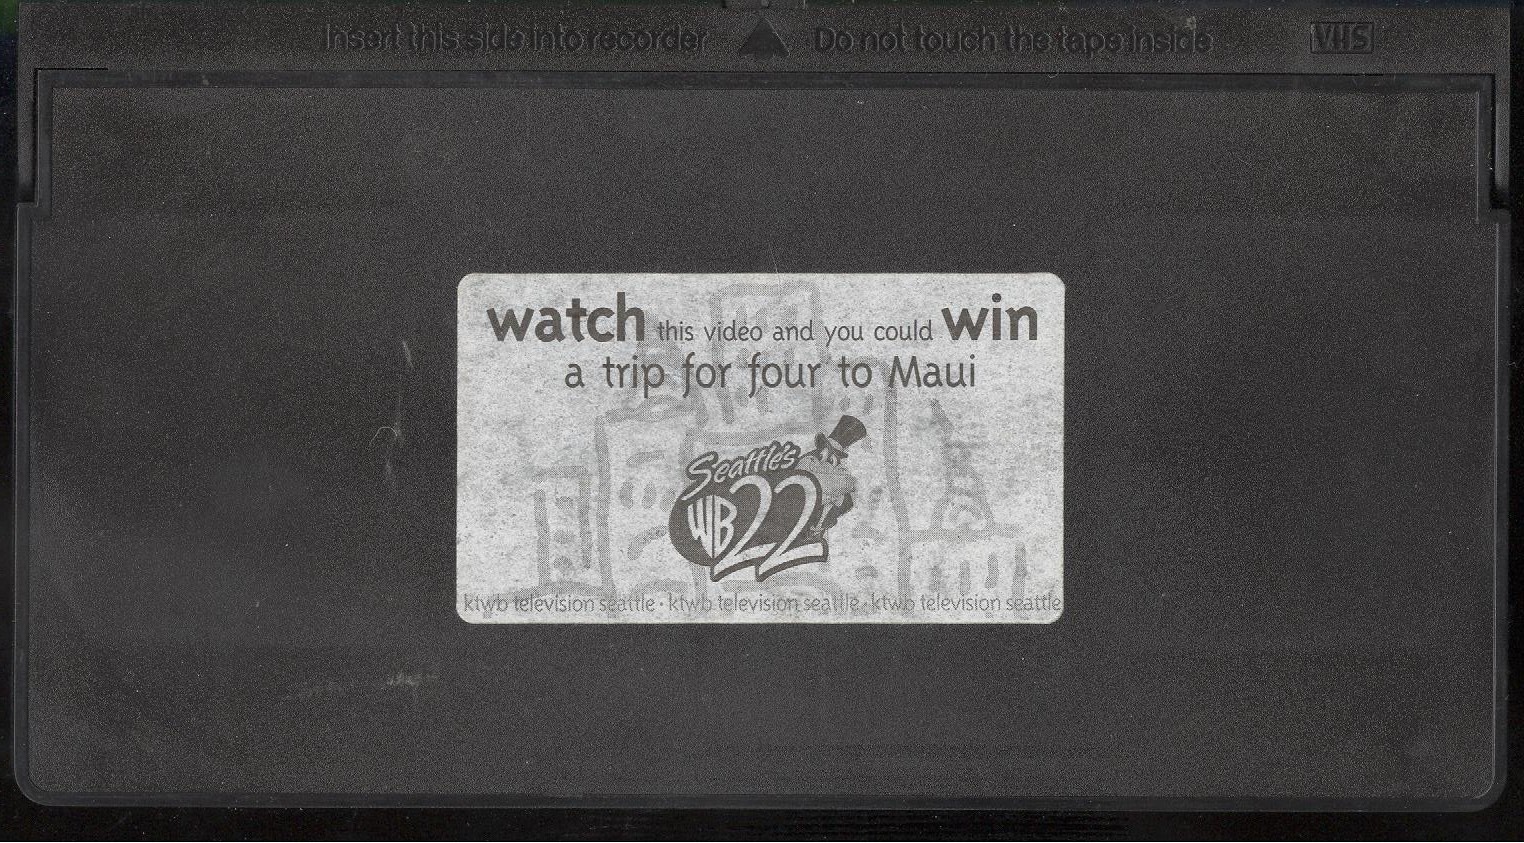 Insert this side into recorder ▲ Do not touch the tape inside VHS
watch this video and you could win
a trip for four to Maui
Seattle's
WB 22
ktwb television seattle · ktwb television seattle · ktwb television seattle